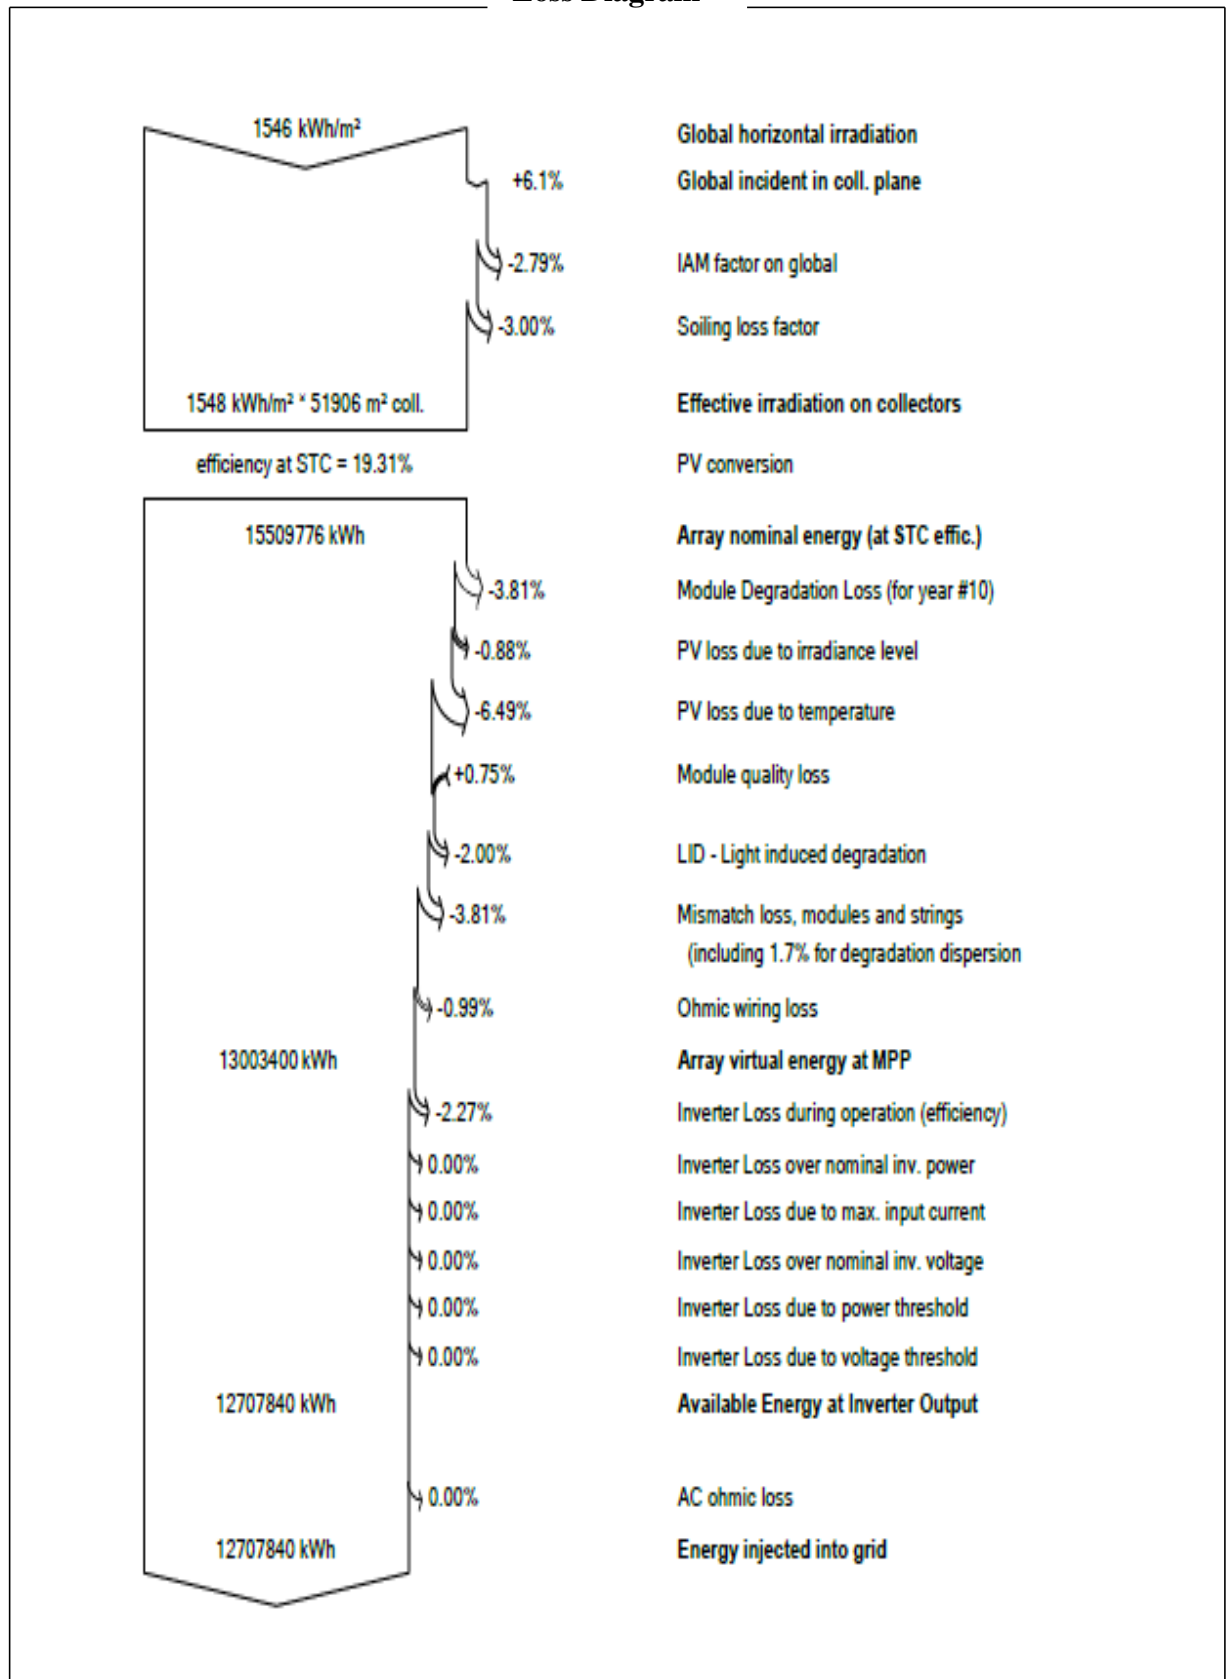 Loss Diagram
1546 kWh/m²
Global horizontal irradiation
+6.1%
Global incident in coll. plane
-2.79%
IAM factor on global
-3.00%
Soiling loss factor
1548 kWh/m² * 51906 m² coll.
Effective irradiation on collectors
efficiency at STC = 19.31%
PV conversion
15509776 kWh
Array nominal energy (at STC effic.)
-3.81%
Module Degradation Loss (for year #10)
-0.88%
PV loss due to irradiance level
-6.49%
PV loss due to temperature
+0.75%
Module quality loss
-2.00%
LID - Light induced degradation
-3.81%
Mismatch loss, modules and strings
(including 1.7% for degradation dispersion
-0.99%
Ohmic wiring loss
13003400 kWh
Array virtual energy at MPP
-2.27%
Inverter Loss during operation (efficiency)
0.00%
Inverter Loss over nominal inv. power
0.00%
Inverter Loss due to max. input current
0.00%
Inverter Loss over nominal inv. voltage
0.00%
Inverter Loss due to power threshold
0.00%
Inverter Loss due to voltage threshold
12707840 kWh
Available Energy at Inverter Output
0.00%
AC ohmic loss
12707840 kWh
Energy injected into grid